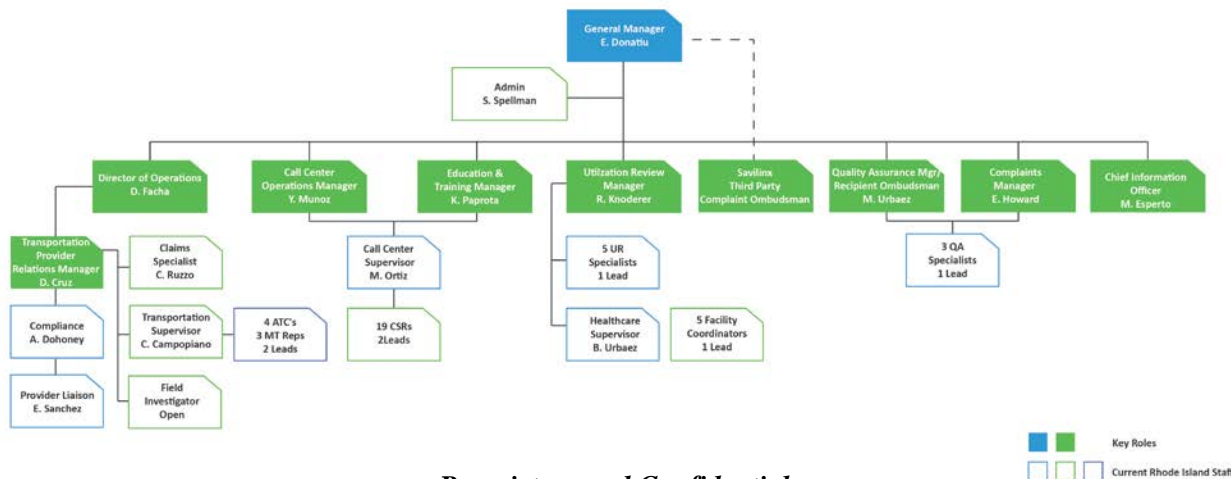 General Manager
E. Donatiu
Admin
S. Spellman
Director of Operations
D. Facha
Call Center
Operations Manager
Y. Munoz
Education &
Training Manager
K. Paprota
Utilzation Review
Manager
R. Knoderer
Savilinx
Third Party
Complaint Ombudsman
Quality Assurance Mgr/
Recipient Ombudsman
M. Urbaez
Complaints
Manager
E. Howard
Chief Information
Officer
M. Esperto
Transportation
Provider
Relations Manager
D. Cruz
Claims
Specialist
C. Ruzzo
Call Center
Supervisor
M. Ortiz
5 UR
Specialists
1 Lead
3 QA
Specialists
1 Lead
Compliance
A. Dohoney
Transportation
Supervisor
C. Campopiano
4 ATC's
3 MT Reps
2 Leads
19 CSRs
2Leads
Healthcare
Supervisor
B. Urbaez
5 Facility
Coordinators
1 Lead
Provider Liaison
E. Sanchez
Field
Investigator
Open
Key Roles
Current Rhode Island Staff